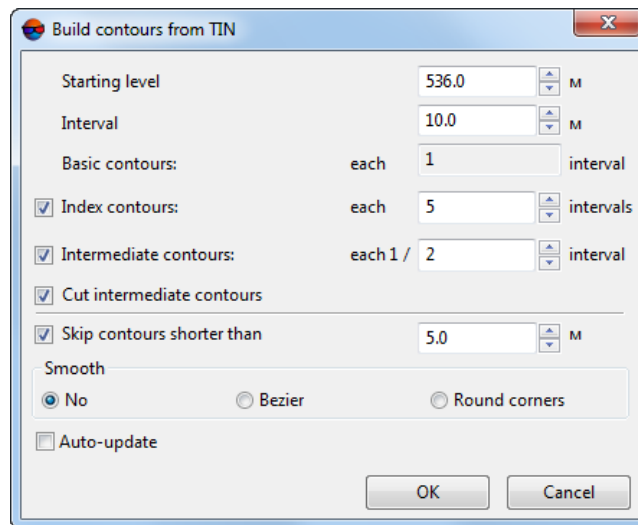 Build contours from TIN
Starting level 536.0 м
Interval 10.0 м
Basic contours: each 1 interval
Index contours: each 5 intervals
Intermediate contours: each 1 / 2 interval
Cut intermediate contours
Skip contours shorter than 5.0 м
Smooth
No Bezier Round corners
Auto-update
OK Cancel